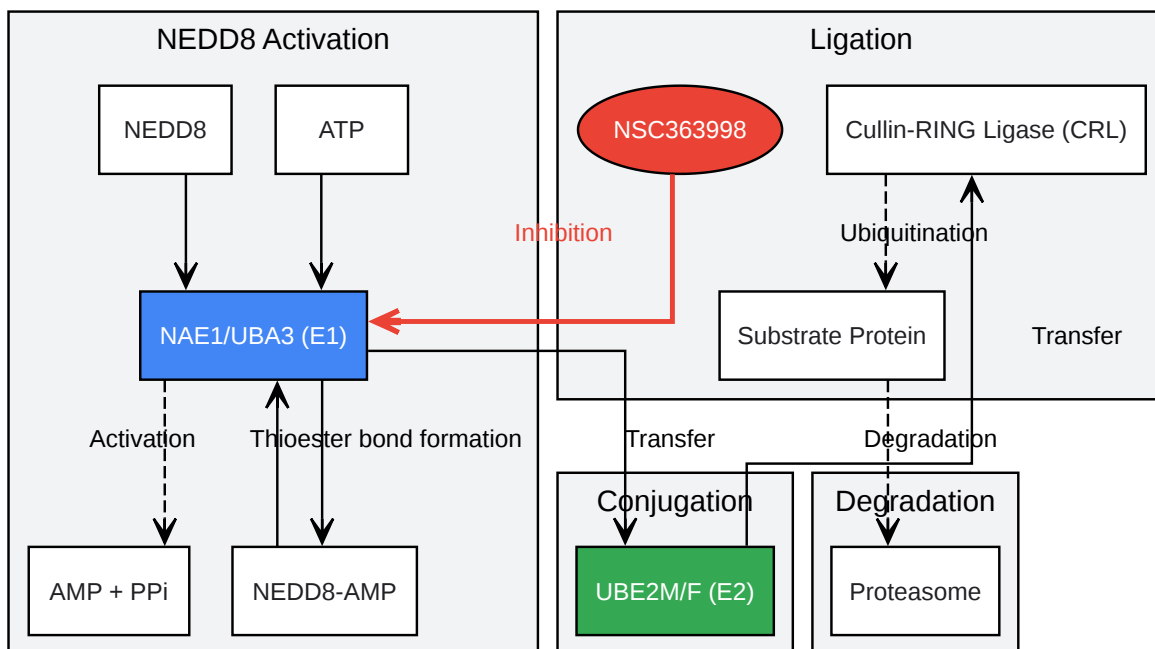 NEDD8 Activation
Ligation
NEDD8
ATP
NSC363998
Cullin-RING Ligase (CRL)
Inhibition
Ubiquitination
NAE1/UBA3 (E1)
Substrate Protein
Transfer
Activation
Thioester bond formation
Transfer
Degradation
Conjugation
Degradation
AMP + PPi
NEDD8-AMP
UBE2M/F (E2)
Proteasome